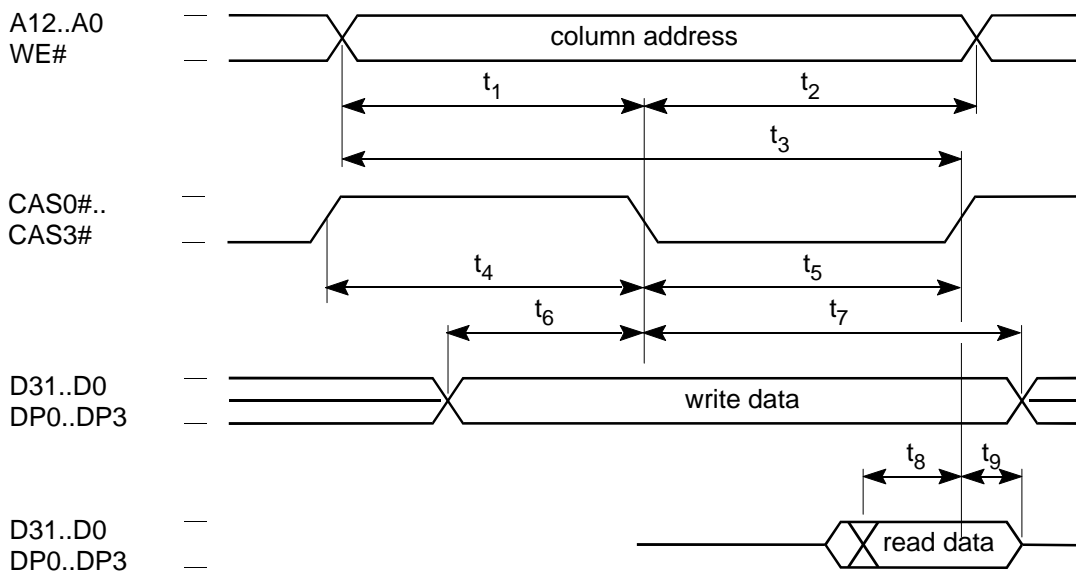 A12..A0
WE#
column address
t1 t2
t3
CAS0#..
CAS3#
t4 t5
t6 t7
D31..D0
DP0..DP3
write data
t8 t9
D31..D0
DP0..DP3
read data